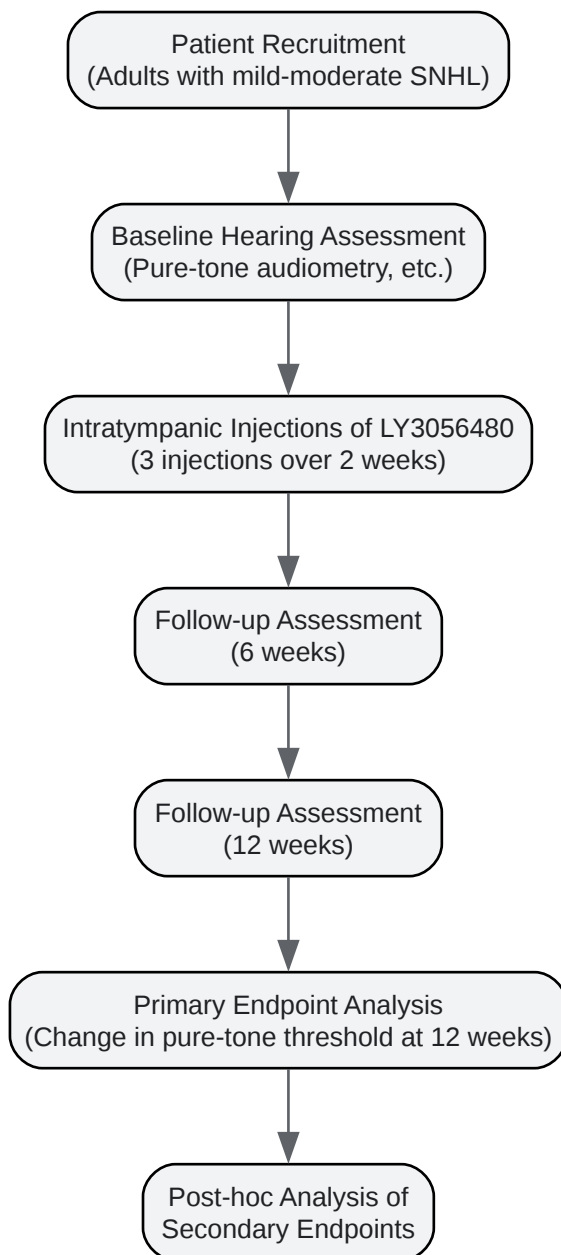 Patient Recruitment
(Adults with mild-moderate SNHL)
Baseline Hearing Assessment
(Pure-tone audiometry, etc.)
Intratympanic Injections of LY3056480
(3 injections over 2 weeks)
Follow-up Assessment
(6 weeks)
Follow-up Assessment
(12 weeks)
Primary Endpoint Analysis
(Change in pure-tone threshold at 12 weeks)
Post-hoc Analysis of
Secondary Endpoints